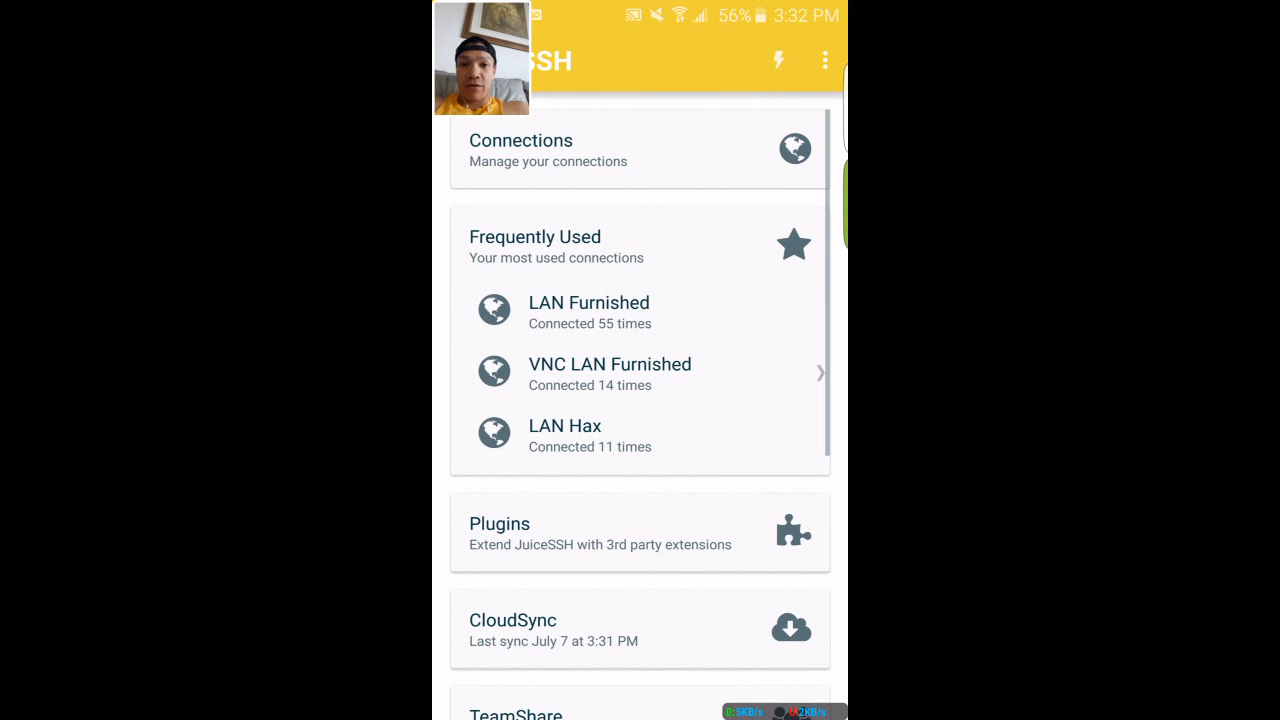 56% 3:32 PM
SSH
Connections
Manage your connections
Frequently Used
Your most used connections
LAN Furnished
Connected 55 times
VNC LAN Furnished
Connected 14 times
LAN Hax
Connected 11 times
Plugins
Extend JuiceSSH with 3rd party extensions
CloudSync
Last sync July 7 at 3:31 PM
TeamShare
D:5KB/s 2KB/s